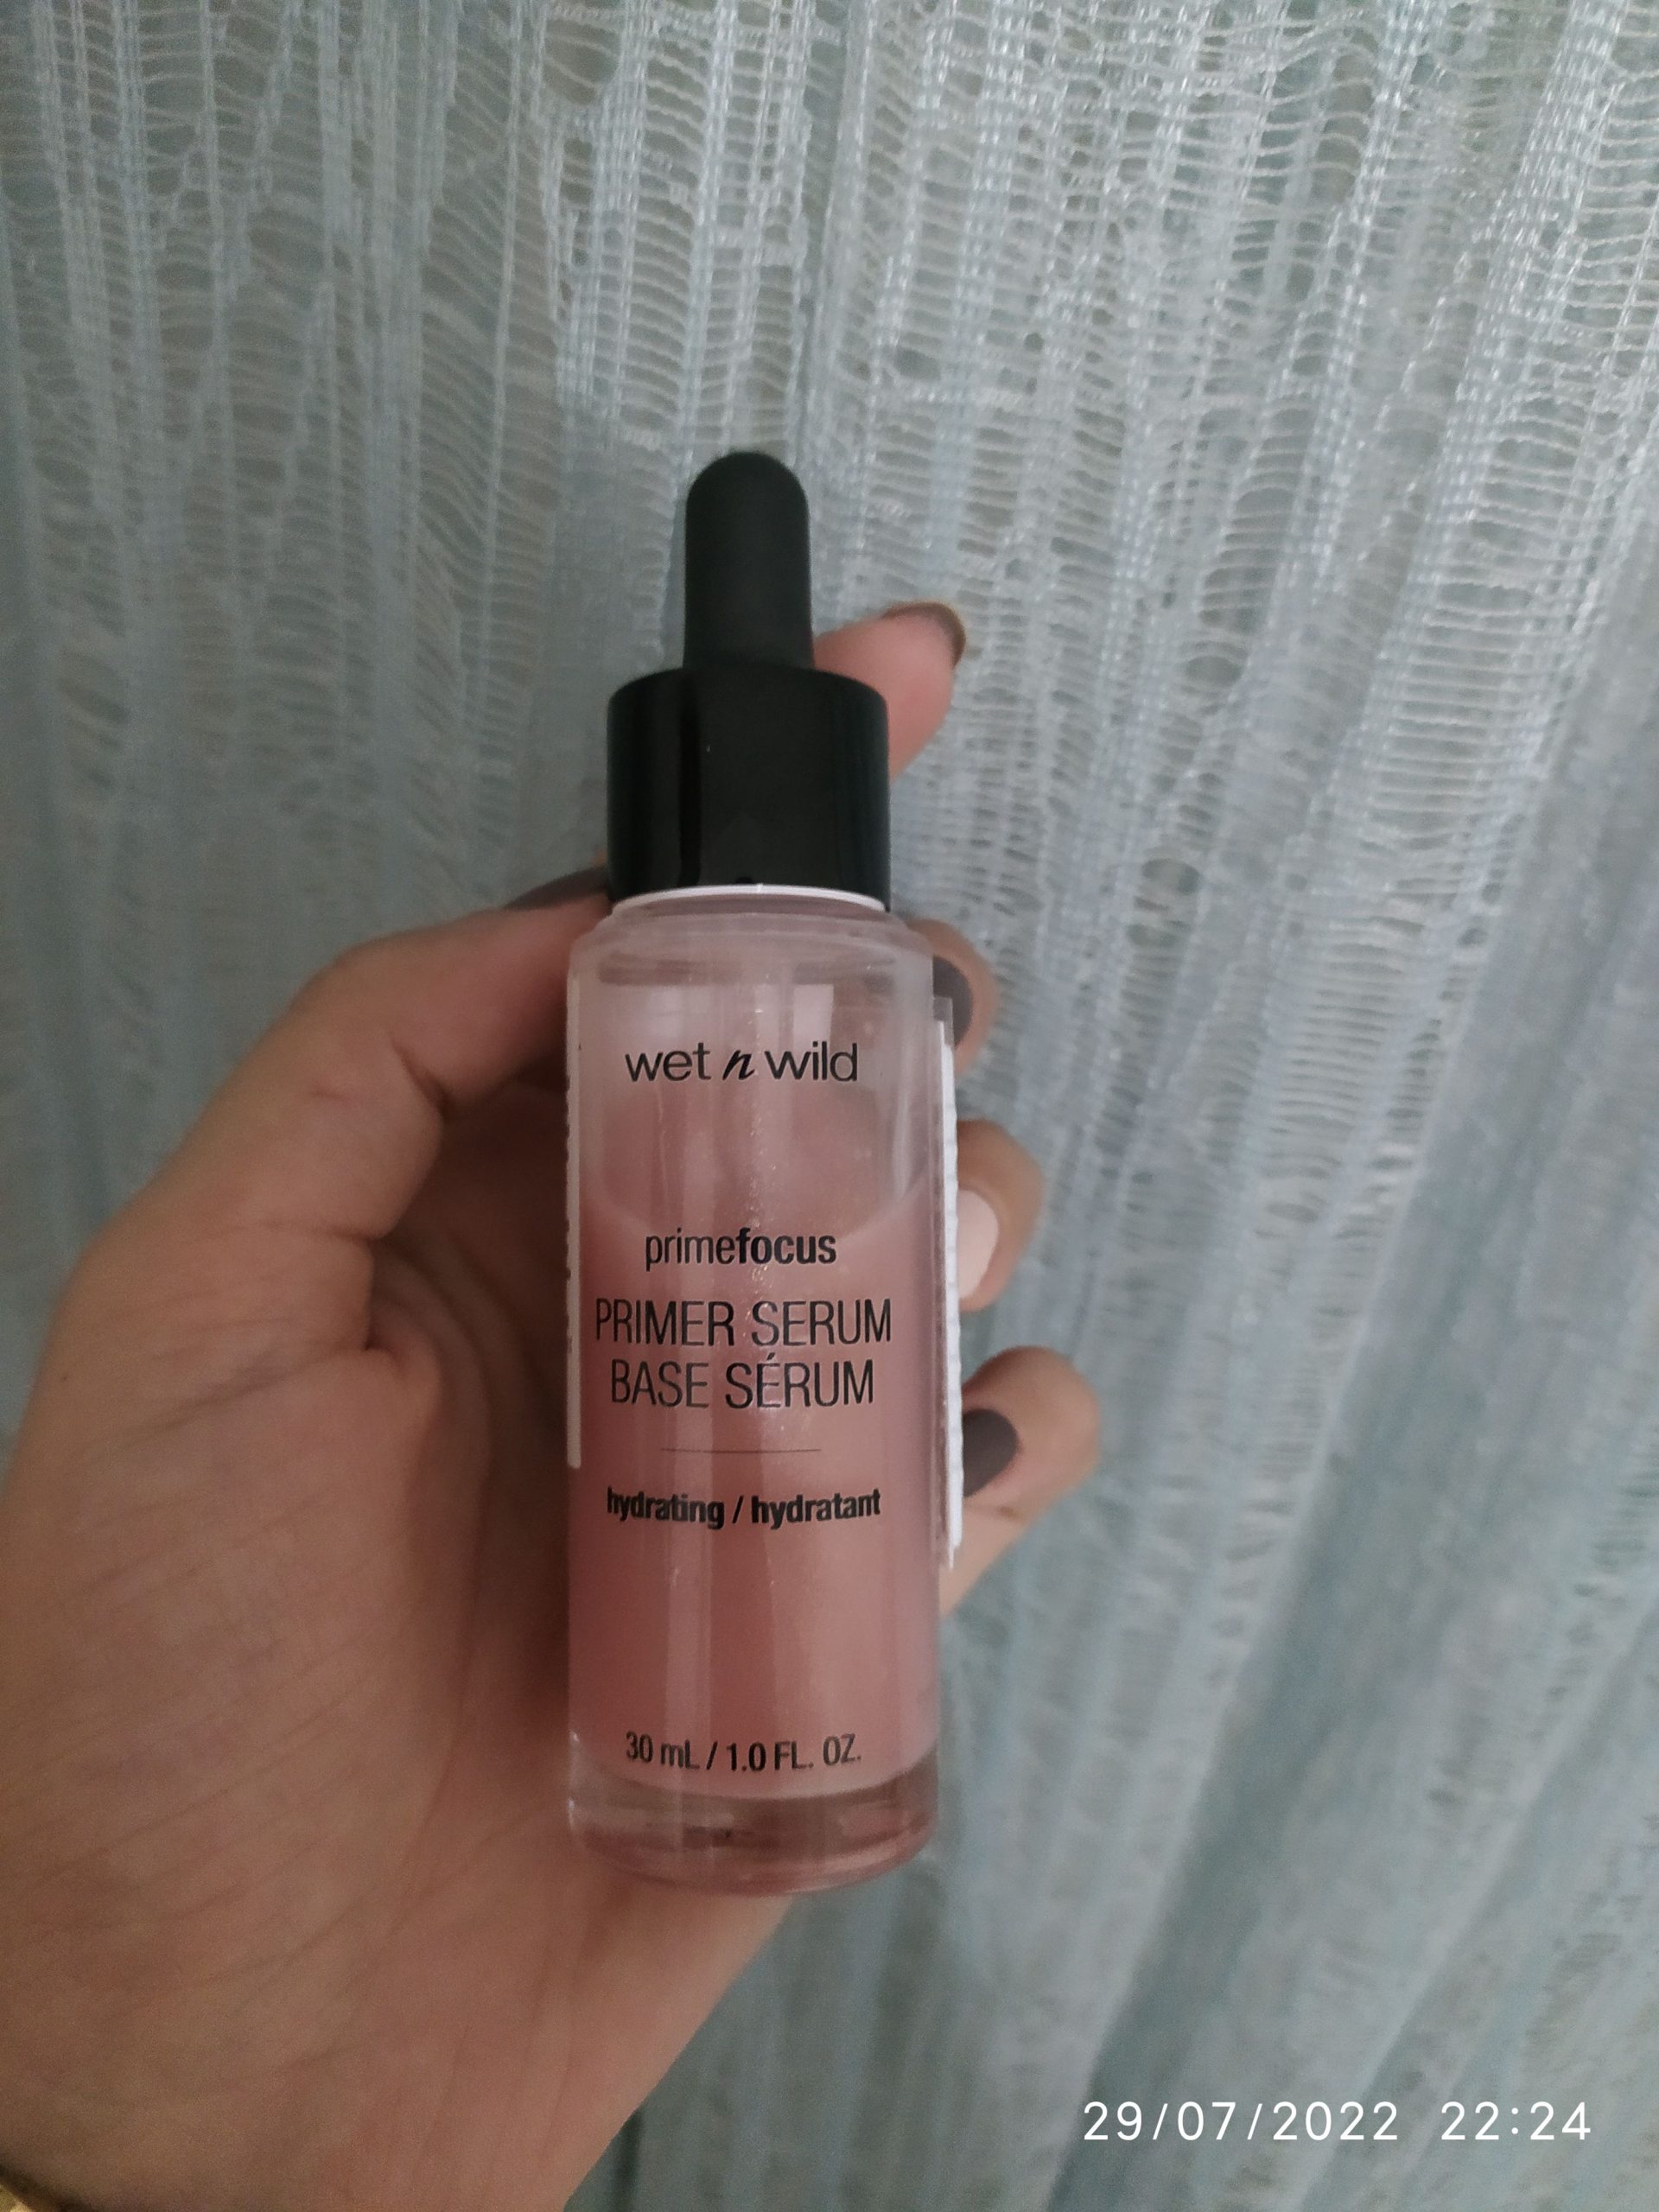 wet n wild
primefocus
PRIMER SERUM
BASE SÉRUM
hydrating / hydratant
30 mL / 1.0 FL. OZ.
29/07/2022 22:24